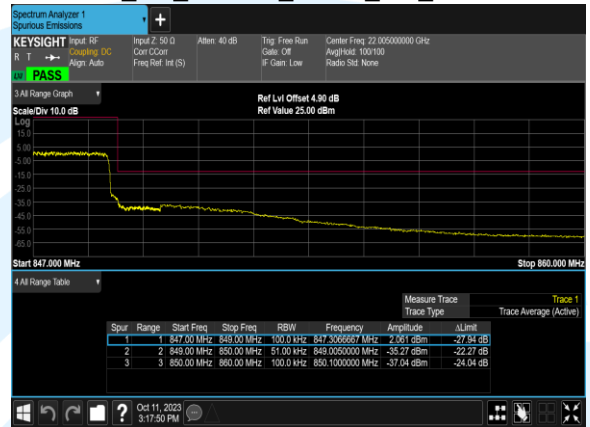 Spectrum Analyzer 1
Spurious Emissions
KEYSIGHT Input: RF Input Z: 50 Ω Atten: 40 dB Trig: Free Run Center Freq: 22.005000000 GHz
R T Coupling: DC Corr CCorr Gate: Off Avg|Hold: 100/100
Align: Auto Freq Ref: Int (S) IF Gain: Low Radio Std: None
PASS
3 All Range Graph Ref Lvl Offset 4.90 dB
Scale/Div 10.0 dB Ref Value 25.00 dBm
Log
15.0
5.00
-5.00
-15.0
-25.0
-35.0
-45.0
-55.0
-65.0
Start 847.000 MHz Stop 860.000 MHz
4 All Range Table
Measure Trace Trace 1
Trace Type Trace Average (Active)
Spur Range Start Freq Stop Freq RBW Frequency Amplitude ΔLimit
1 1 847.00 MHz 849.00 MHz 100.0 kHz 847.3066667 MHz 2.061 dBm -27.94 dB
2 2 849.00 MHz 850.00 MHz 51.00 kHz 849.0050000 MHz -35.27 dBm -22.27 dB
3 3 850.00 MHz 860.00 MHz 100.0 kHz 850.1000000 MHz -37.04 dBm -24.04 dB
? Oct 11, 2023
3:17:50 PM